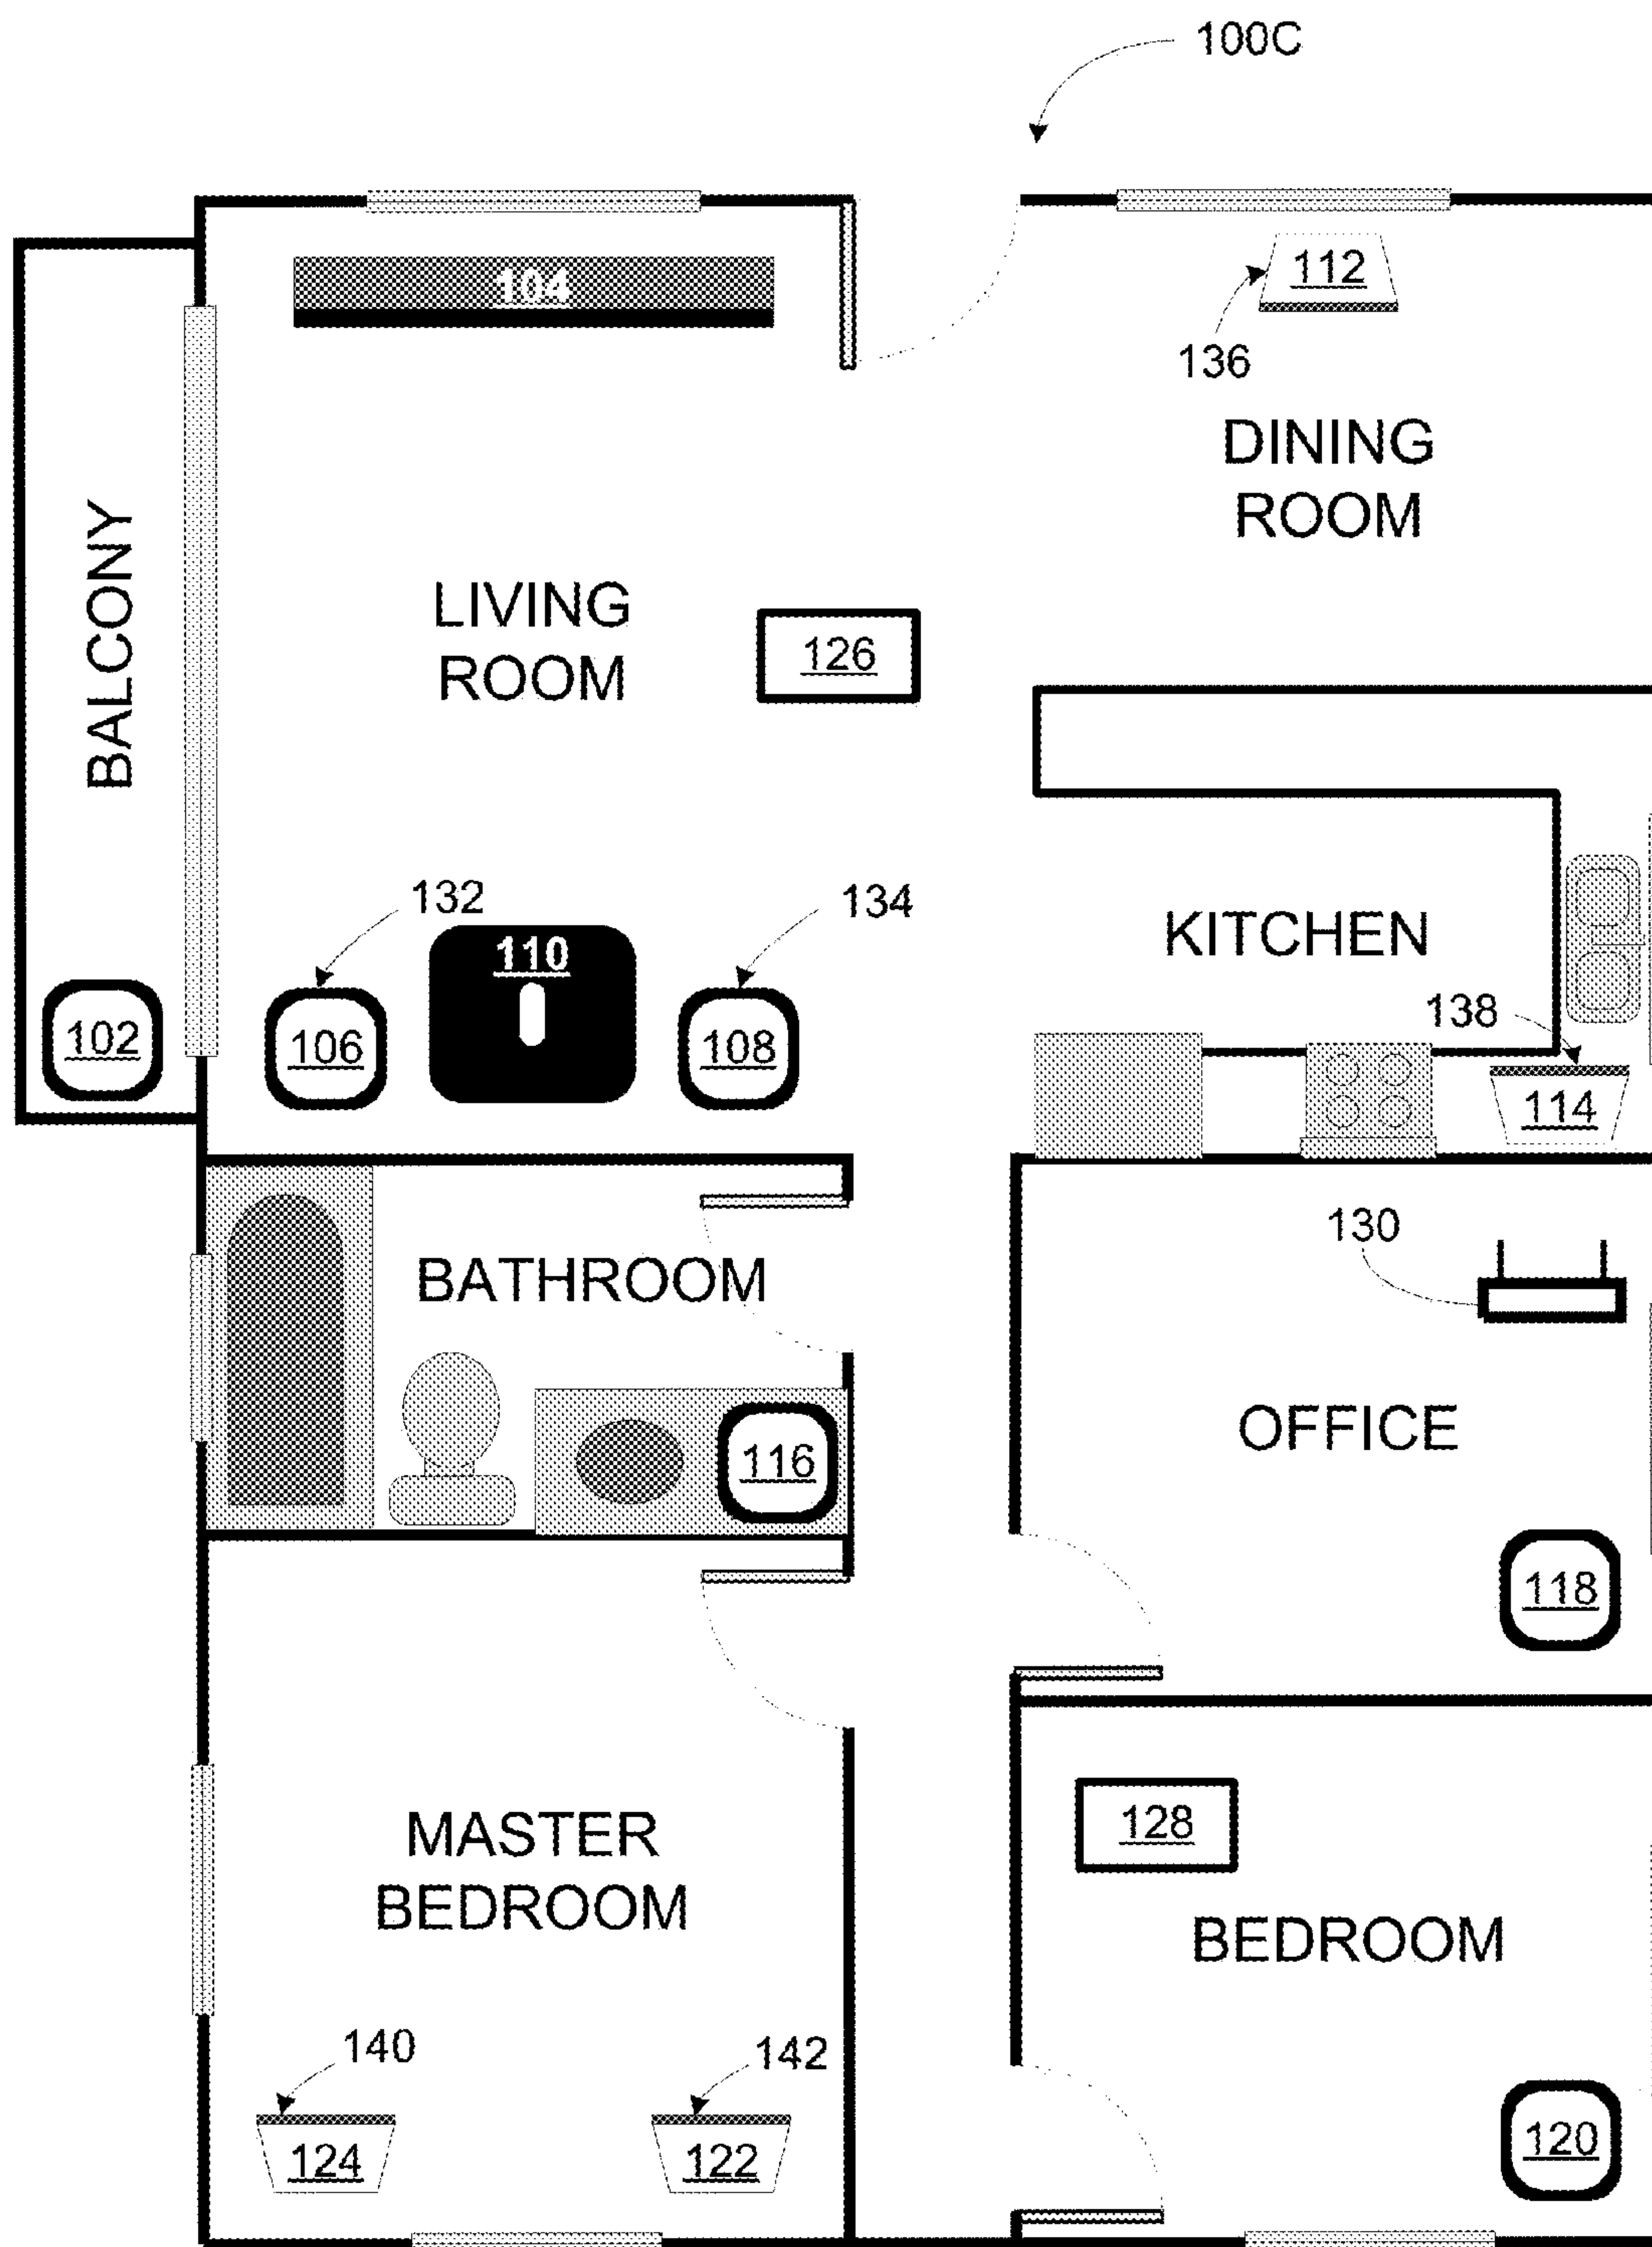 100C
104
112
136
DINING
ROOM
BALCONY
LIVING
ROOM
126
132
134
110
KITCHEN
102
106
108
138
114
130
BATHROOM
OFFICE
116
118
MASTER
BEDROOM
128
BEDROOM
140
142
124
122
120